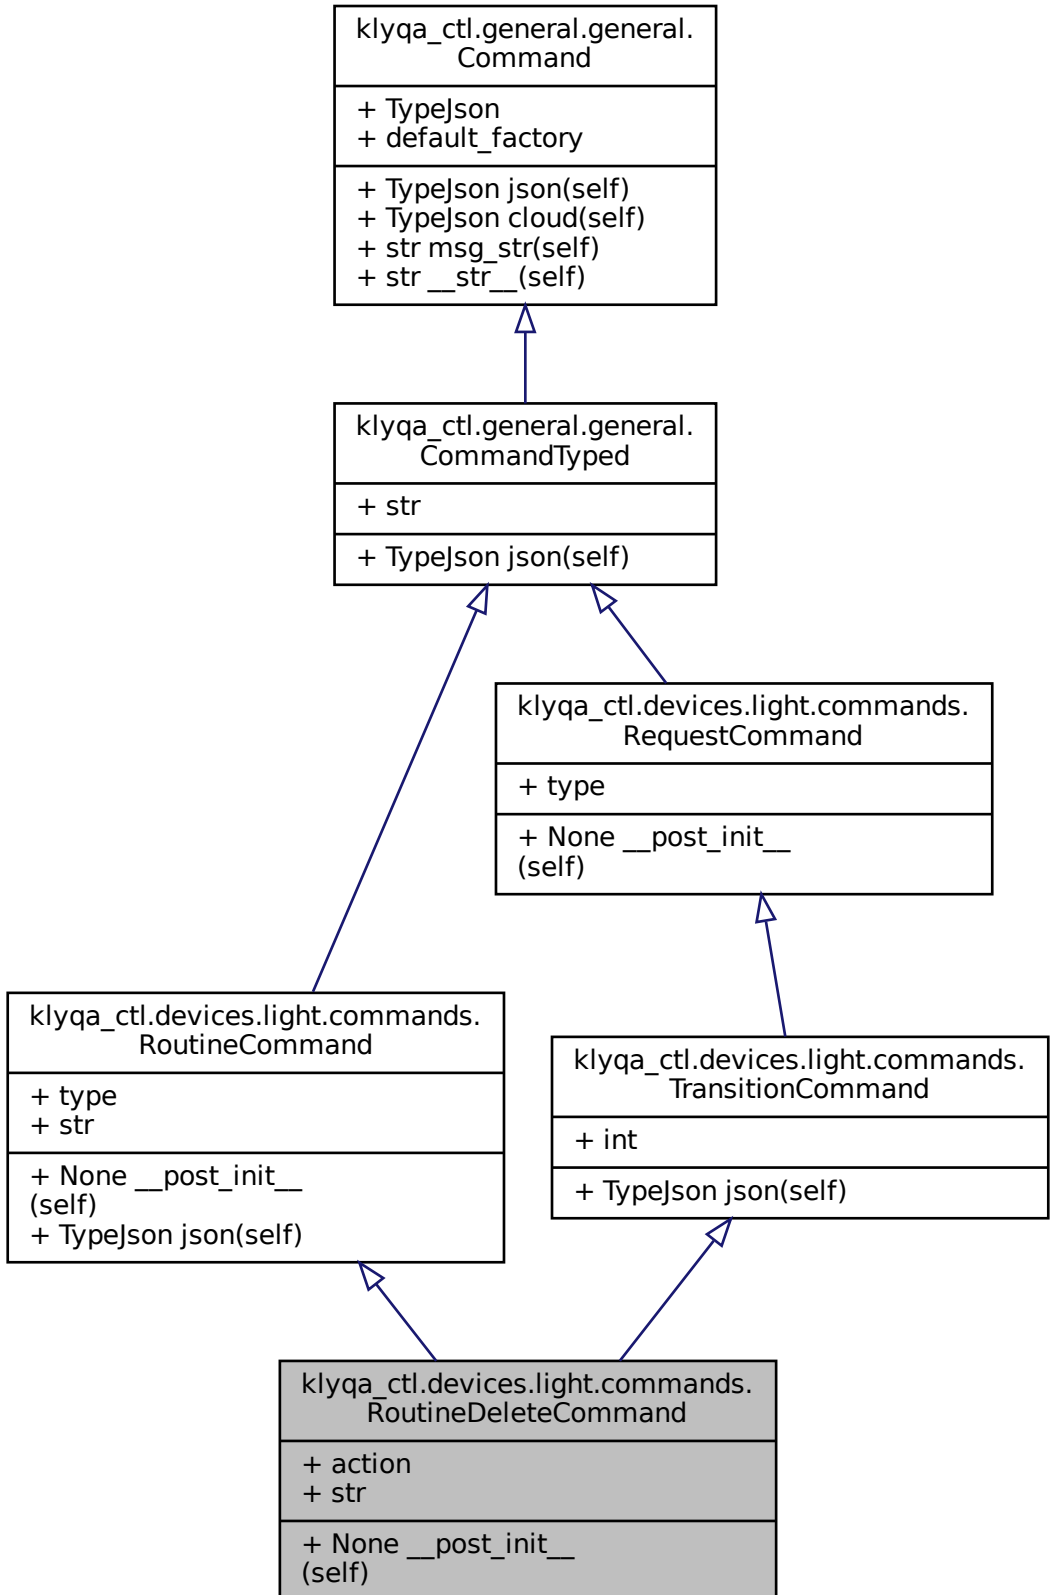 klyqa_ctl.general.general.
Command
+ TypeJson
+ default_factory
+ TypeJson json(self)
+ TypeJson cloud(self)
+ str msg_str(self)
+ str __str__(self)
klyqa_ctl.general.general.
CommandTyped
+ str
+ TypeJson json(self)
klyqa_ctl.devices.light.commands.
RequestCommand
+ type
+ None __post_init__
(self)
klyqa_ctl.devices.light.commands.
RoutineCommand
+ type
+ str
+ None __post_init__
(self)
+ TypeJson json(self)
klyqa_ctl.devices.light.commands.
TransitionCommand
+ int
+ TypeJson json(self)
klyqa_ctl.devices.light.commands.
RoutineDeleteCommand
+ action
+ str
+ None __post_init__
(self)